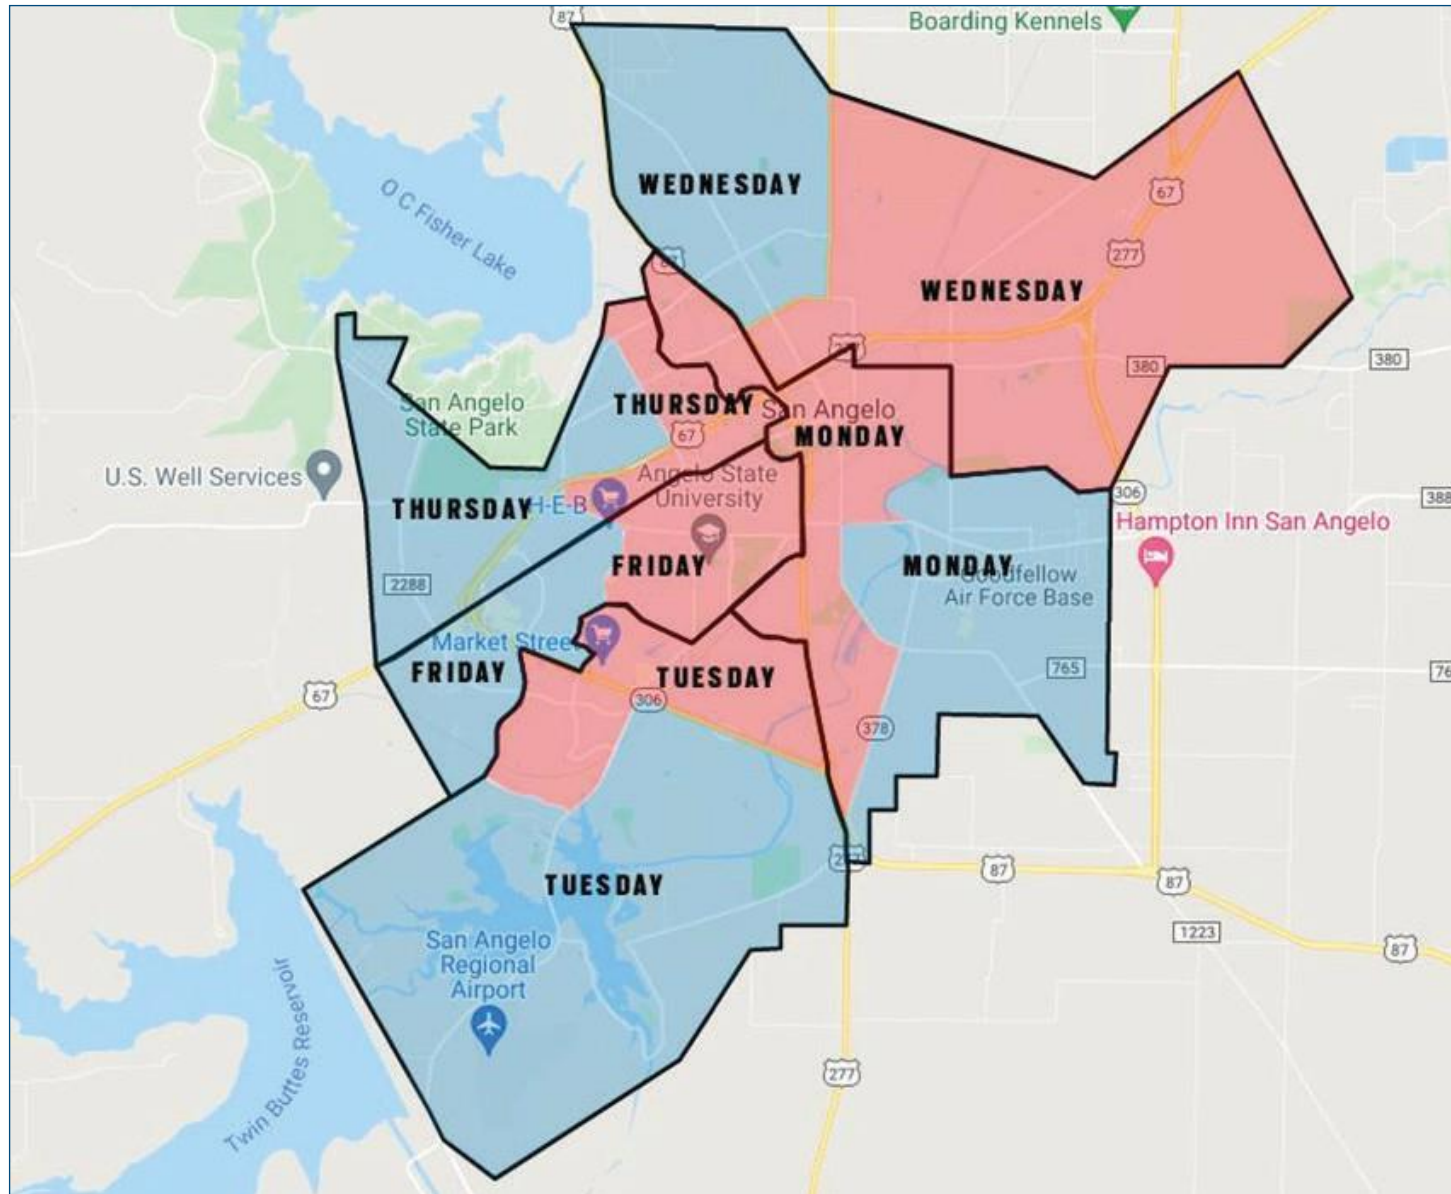 87
Boarding Kennels
WEDNESDAY
O C Fisher Lake
67
277
WEDNESDAY
380
380
San Angelo
State Park
THURSDAY
San Angelo
67
MONDAY
U.S. Well Services
Angelo State
University
THURSDAY
H-E-B
306
388
Hampton Inn San Angelo
FRIDAY
MONDAY
Goodfellow
Air Force Base
2288
Market Street
FRIDAY
TUESDAY
765
67
306
378
TUESDAY
87
87
San Angelo
Regional
Airport
1223
87
Twin Buttes Reservoir
277